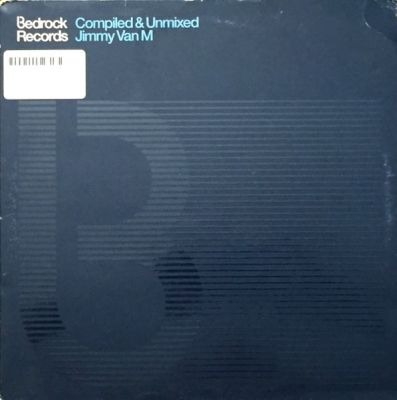 Bedrock Records
Compiled & Unmixed
Jimmy Van M